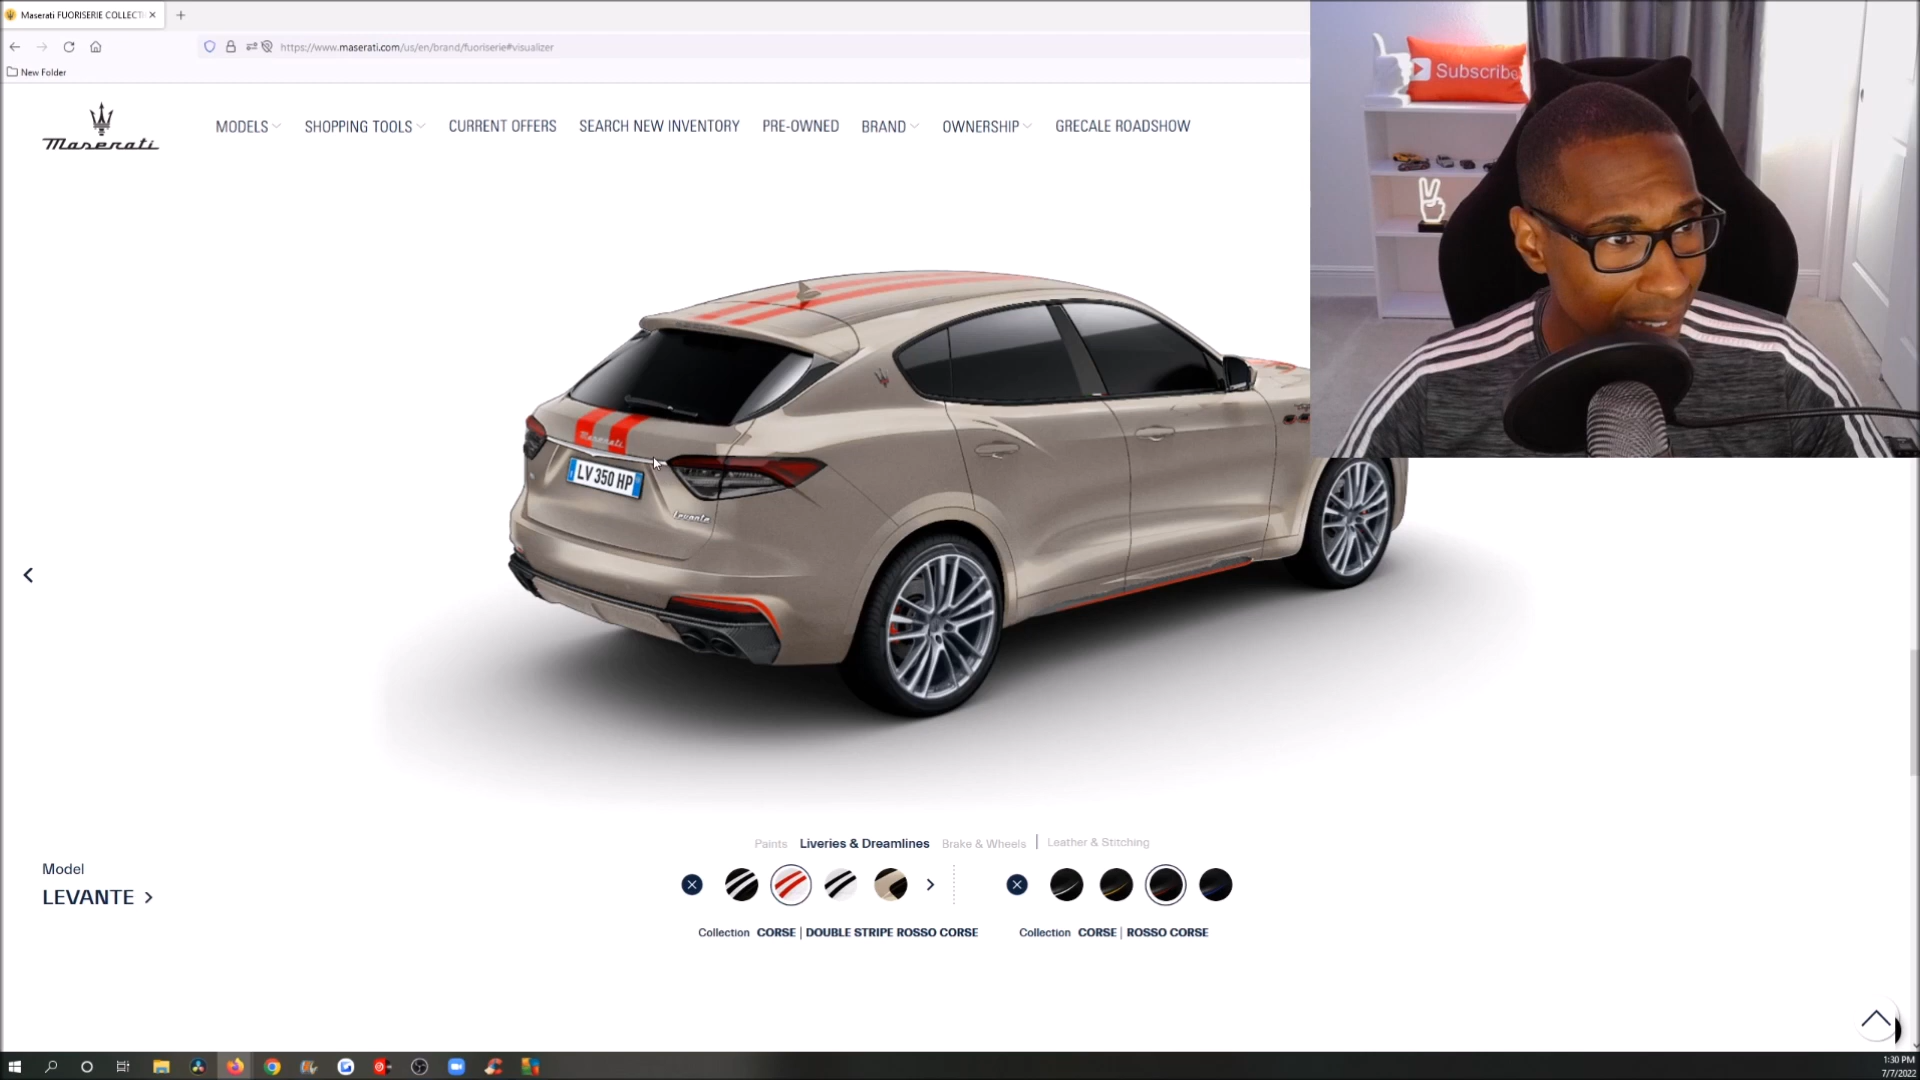 Maserati FUORISERIE COLLECTI
https://www.maserati.com/us/en/brand/fuoriserie#visualizer
New Folder
Subscribe
Maserati
MODELS
SHOPPING TOOLS
CURRENT OFFERS
SEARCH NEW INVENTORY
PRE-OWNED
BRAND
OWNERSHIP
GRECALE ROADSHOW
Maserati
LV 350 HP
Levante
Paints
Liveries & Dreamlines
Brake & Wheels
Leather & Stitching
Model
LEVANTE
Collection CORSE | DOUBLE STRIPE ROSSO CORSE
Collection CORSE | ROSSO CORSE
1:30 PM
7/7/2022